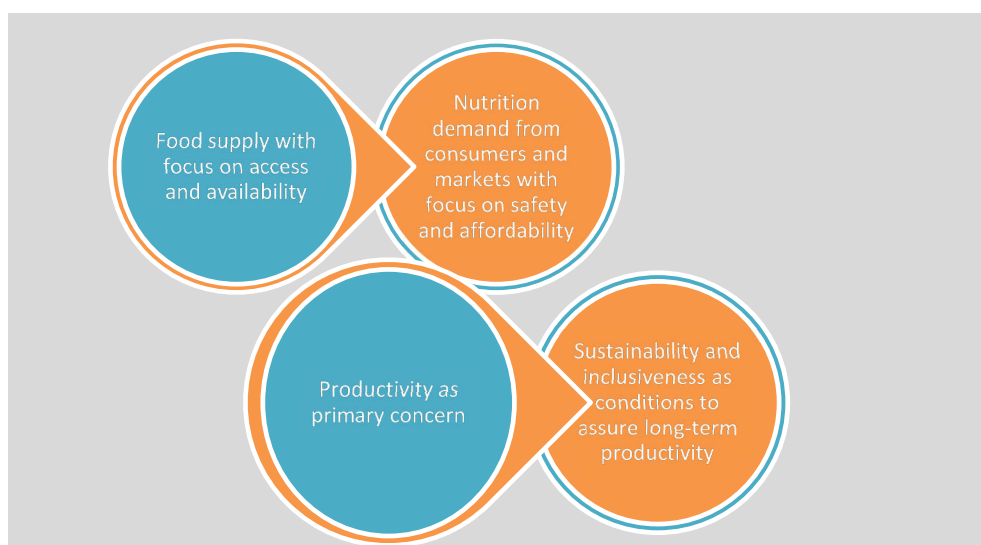 Food supply with
focus on access
and availability
Nutrition
demand from
consumers and
markets with
focus on safety
and affordability
Productivity as
primary concern
Sustainability and
inclusiveness as
conditions to
assure long-term
productivity